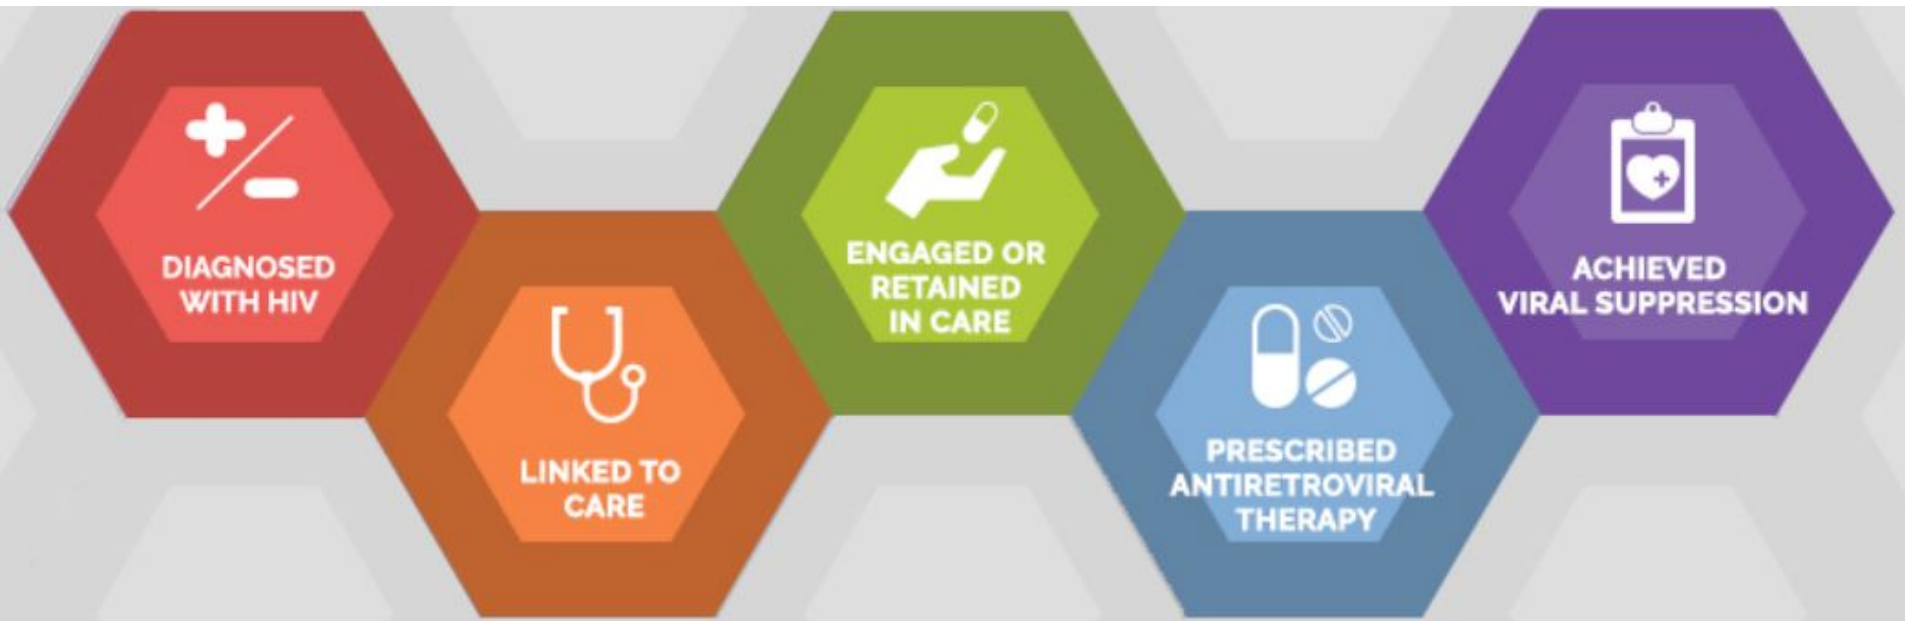 DIAGNOSED
WITH HIV
LINKED TO
CARE
ENGAGED OR
RETAINED
IN CARE
PRESCRIBED
ANTIRETROVIRAL
THERAPY
ACHIEVED
VIRAL SUPPRESSION